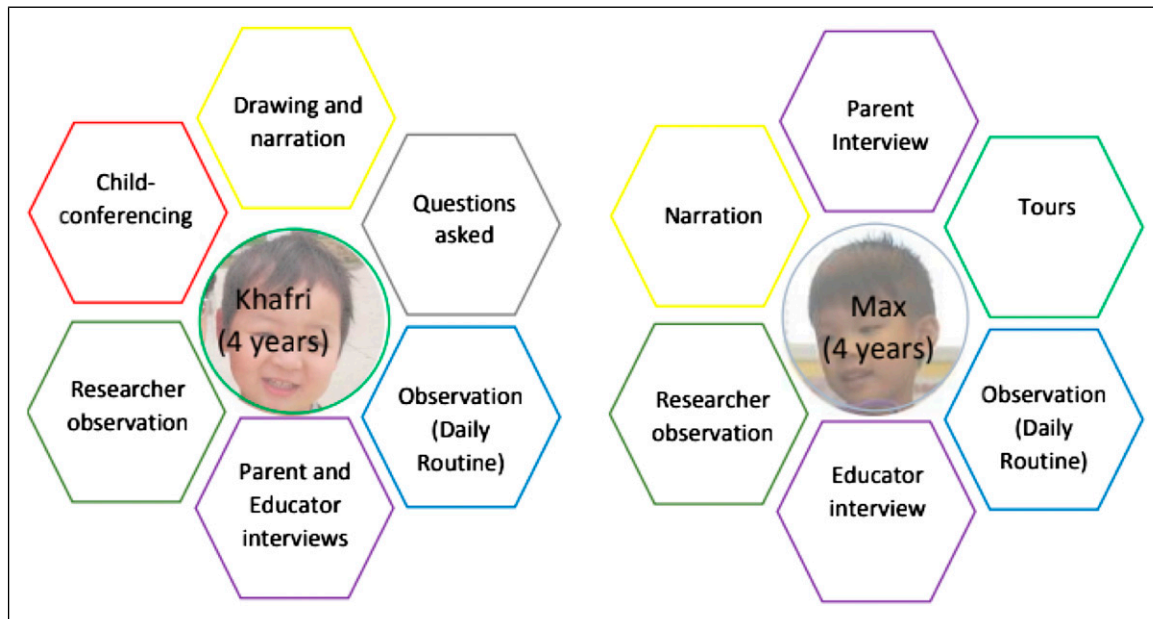 Drawing and
narration
Child-
conferencing
Questions
asked
Khafri
(4 years)
Researcher
observation
Observation
(Daily
Routine)
Parent and
Educator
interviews
Parent
Interview
Narration
Tours
Max
(4 years)
Researcher
observation
Observation
(Daily
Routine)
Educator
interview